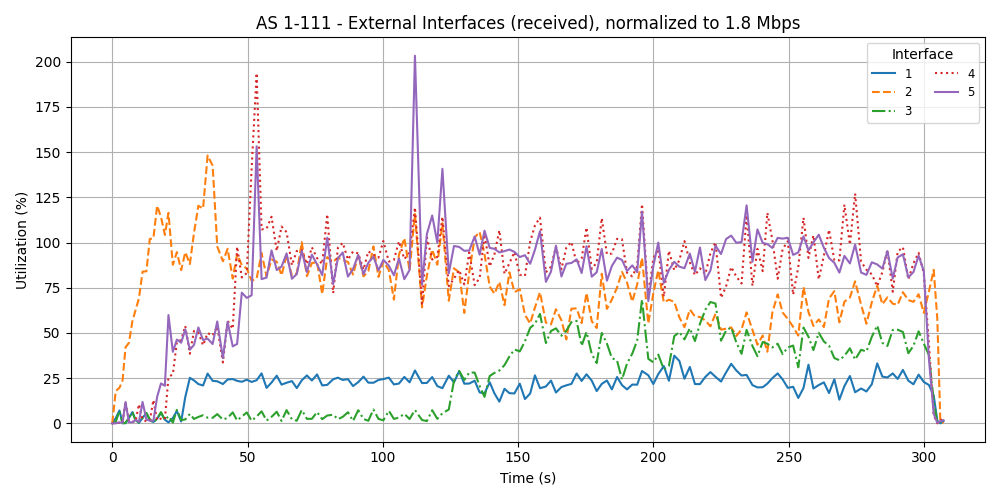 AS 1-111 - External Interfaces (received), normalized to 1.8 Mbps
Interface
1
2
3
4
5
Utilization (%)
200
175
150
125
100
75
50
25
0
0 50 100 150 200 250 300
Time (s)